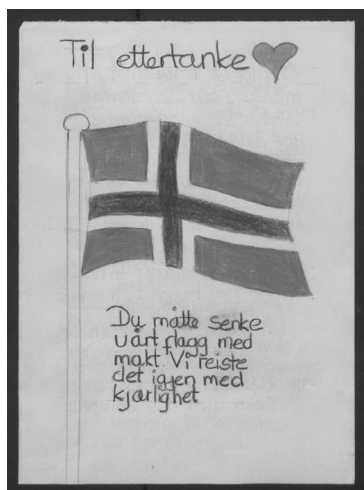 Til ettertanke
Du måtte senke
vårt flagg med
makt. Vi reiste
det igjen med
kjærlighet